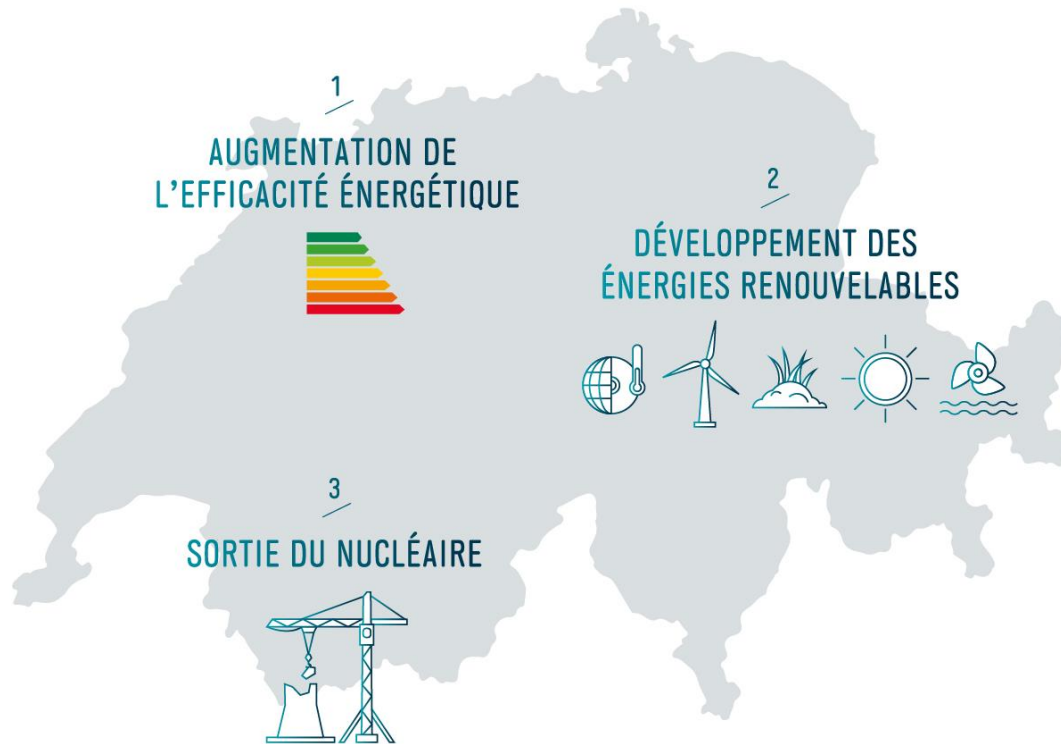 1
AUGMENTATION DE
L'EFFICACITÉ ÉNERGÉTIQUE
2
DÉVELOPPEMENT DES
ÉNERGIES RENOUVELABLES
3
SORTIE DU NUCLÉAIRE